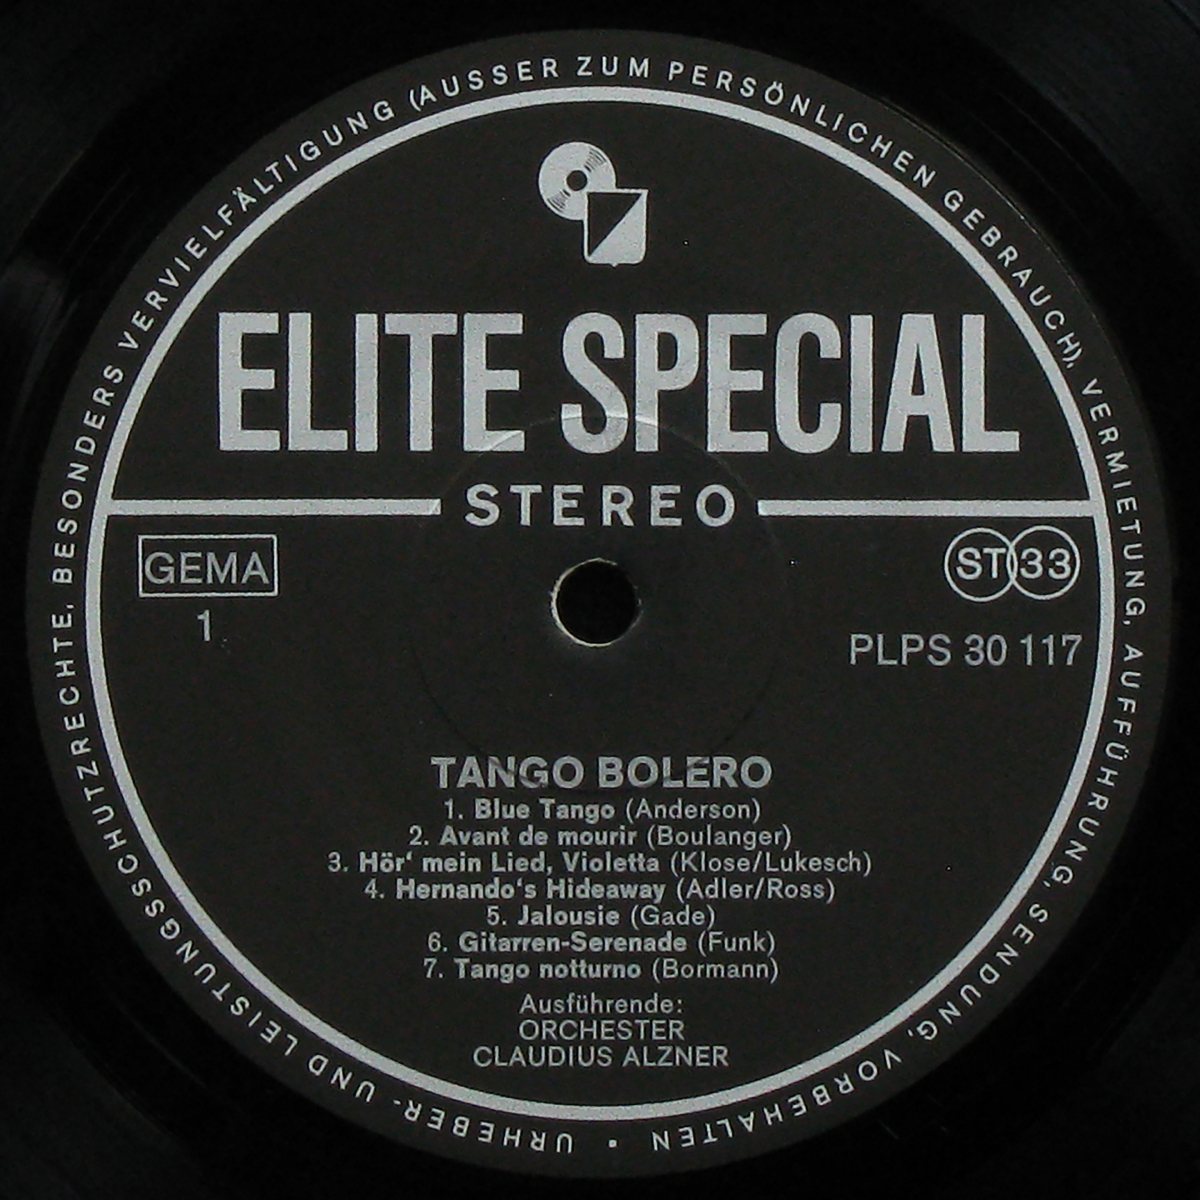 URHEBER- UND LEISTUNGSSCHUTZRECHTE, BESONDERS VERVIELFÄLTIGUNG (AUSSER ZUM PERSÖNLICHEN GEBRAUCH), VERMIETUNG, AUFFÜHRUNG, SENDUNG, VORBEHALTEN •
ELITE SPECIAL
STEREO
GEMA
ST 33
1
PLPS 30 117
TANGO BOLERO
1. Blue Tango (Anderson)
2. Avant de mourir (Boulanger)
3. Hör‘ mein Lied, Violetta (Klose/Lukesch)
4. Hernando‘s Hideaway (Adler/Ross)
5. Jalousie (Gade)
6. Gitarren-Serenade (Funk)
7. Tango notturno (Bormann)
Ausführende:
ORCHESTER
CLAUDIUS ALZNER